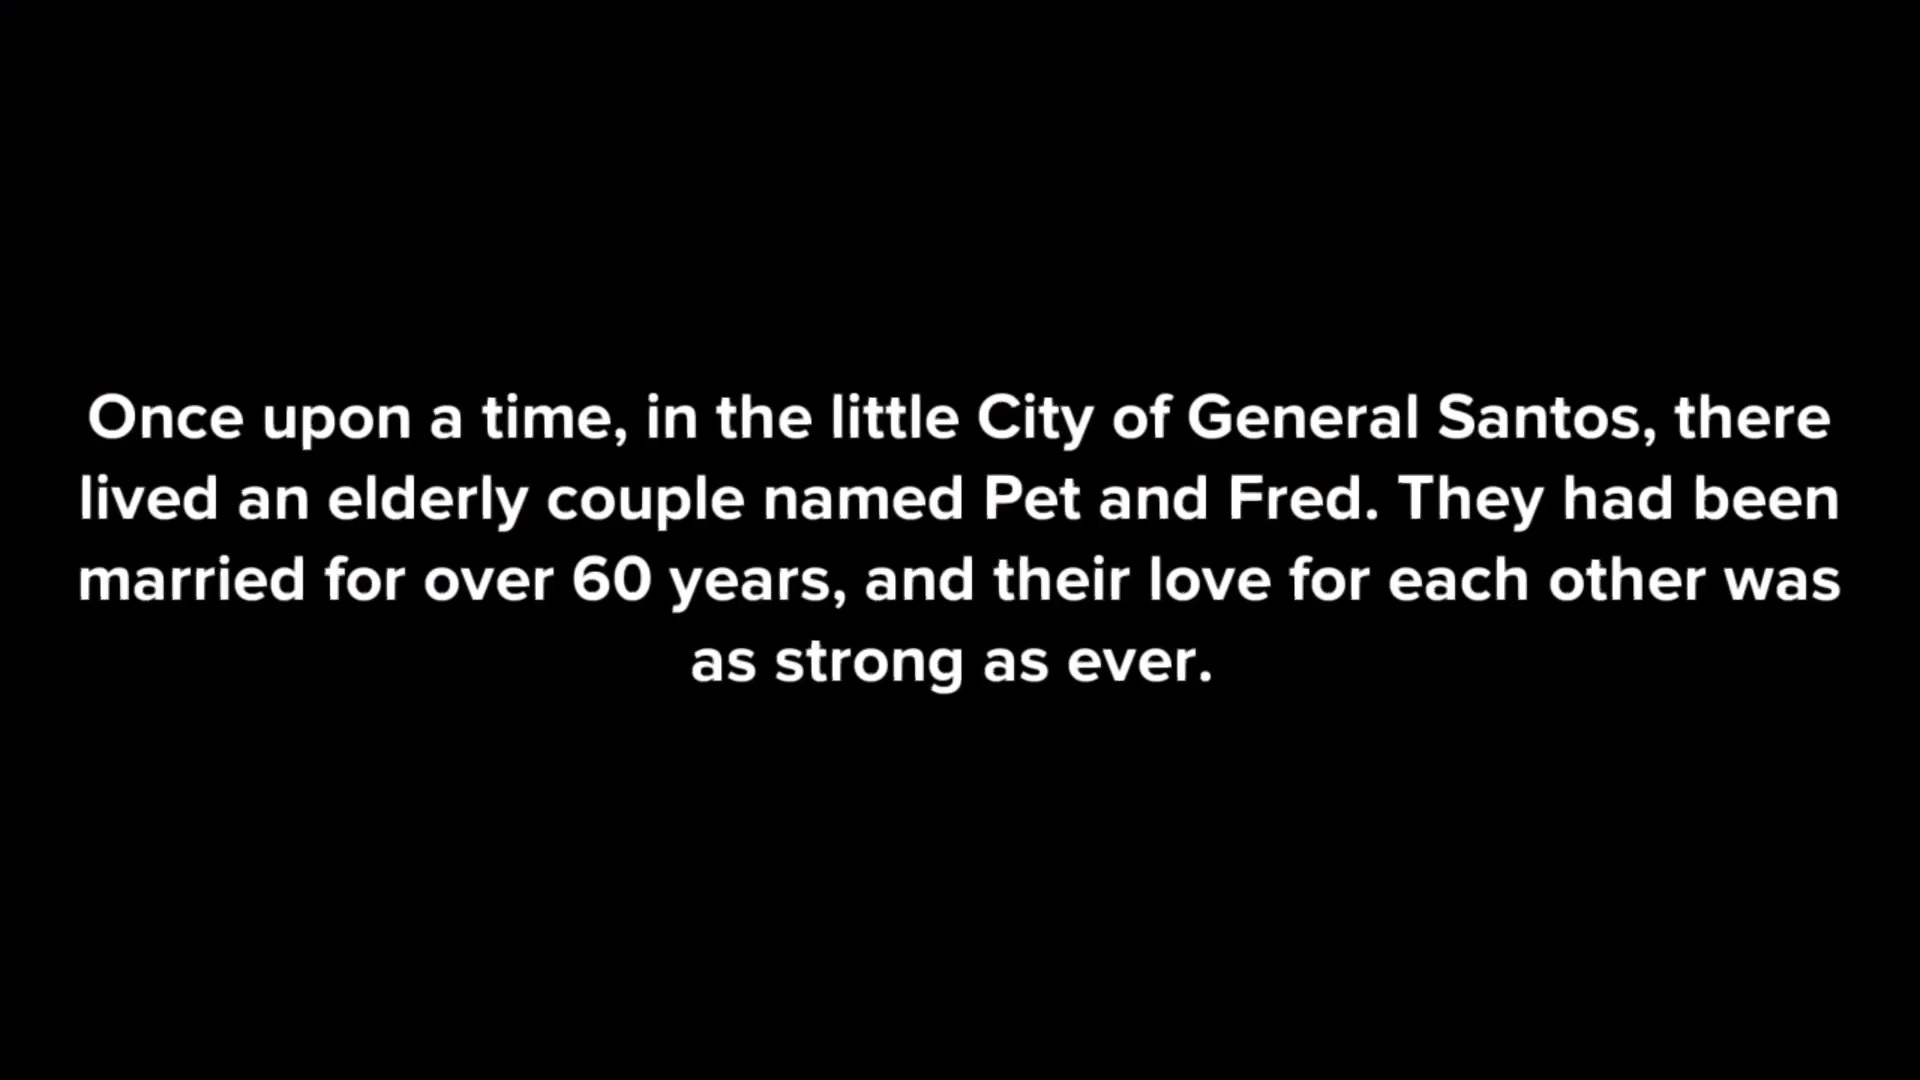 Once upon a time, in the little City of General Santos, there
lived an elderly couple named Pet and Fred. They had been
married for over 60 years, and their love for each other was
as strong as ever.